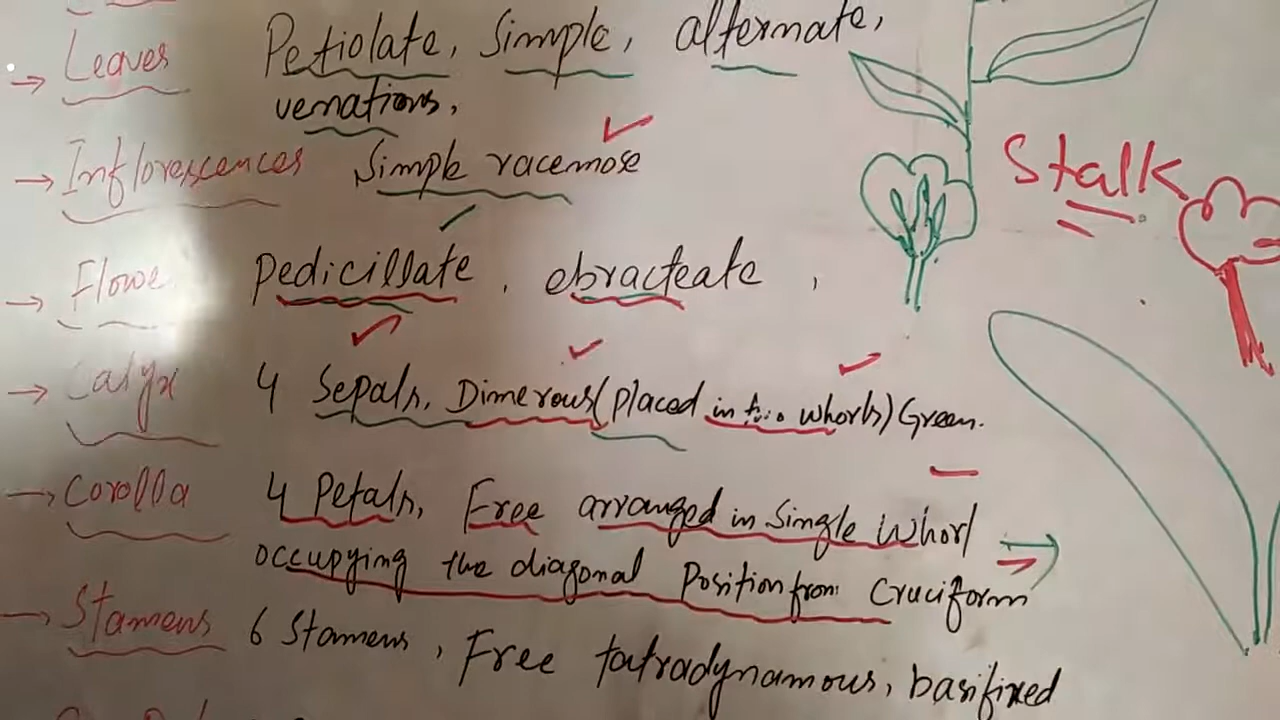 → Leaves Petiolate, Simple, alternate,
venations,
→ Inflorescences Simple racemose
Stalk
→ Flowe Pedicillate, ebracteate,
→ Calyx 4 Sepals, Dimerous(placed in two whorls) Green.
→ Corolla 4 Petals, Free arranged in Single Whorl →
occupying the diagonal Position from Cruciform
→ Stamens 6 Stamens, Free tatradynamous, basifixed